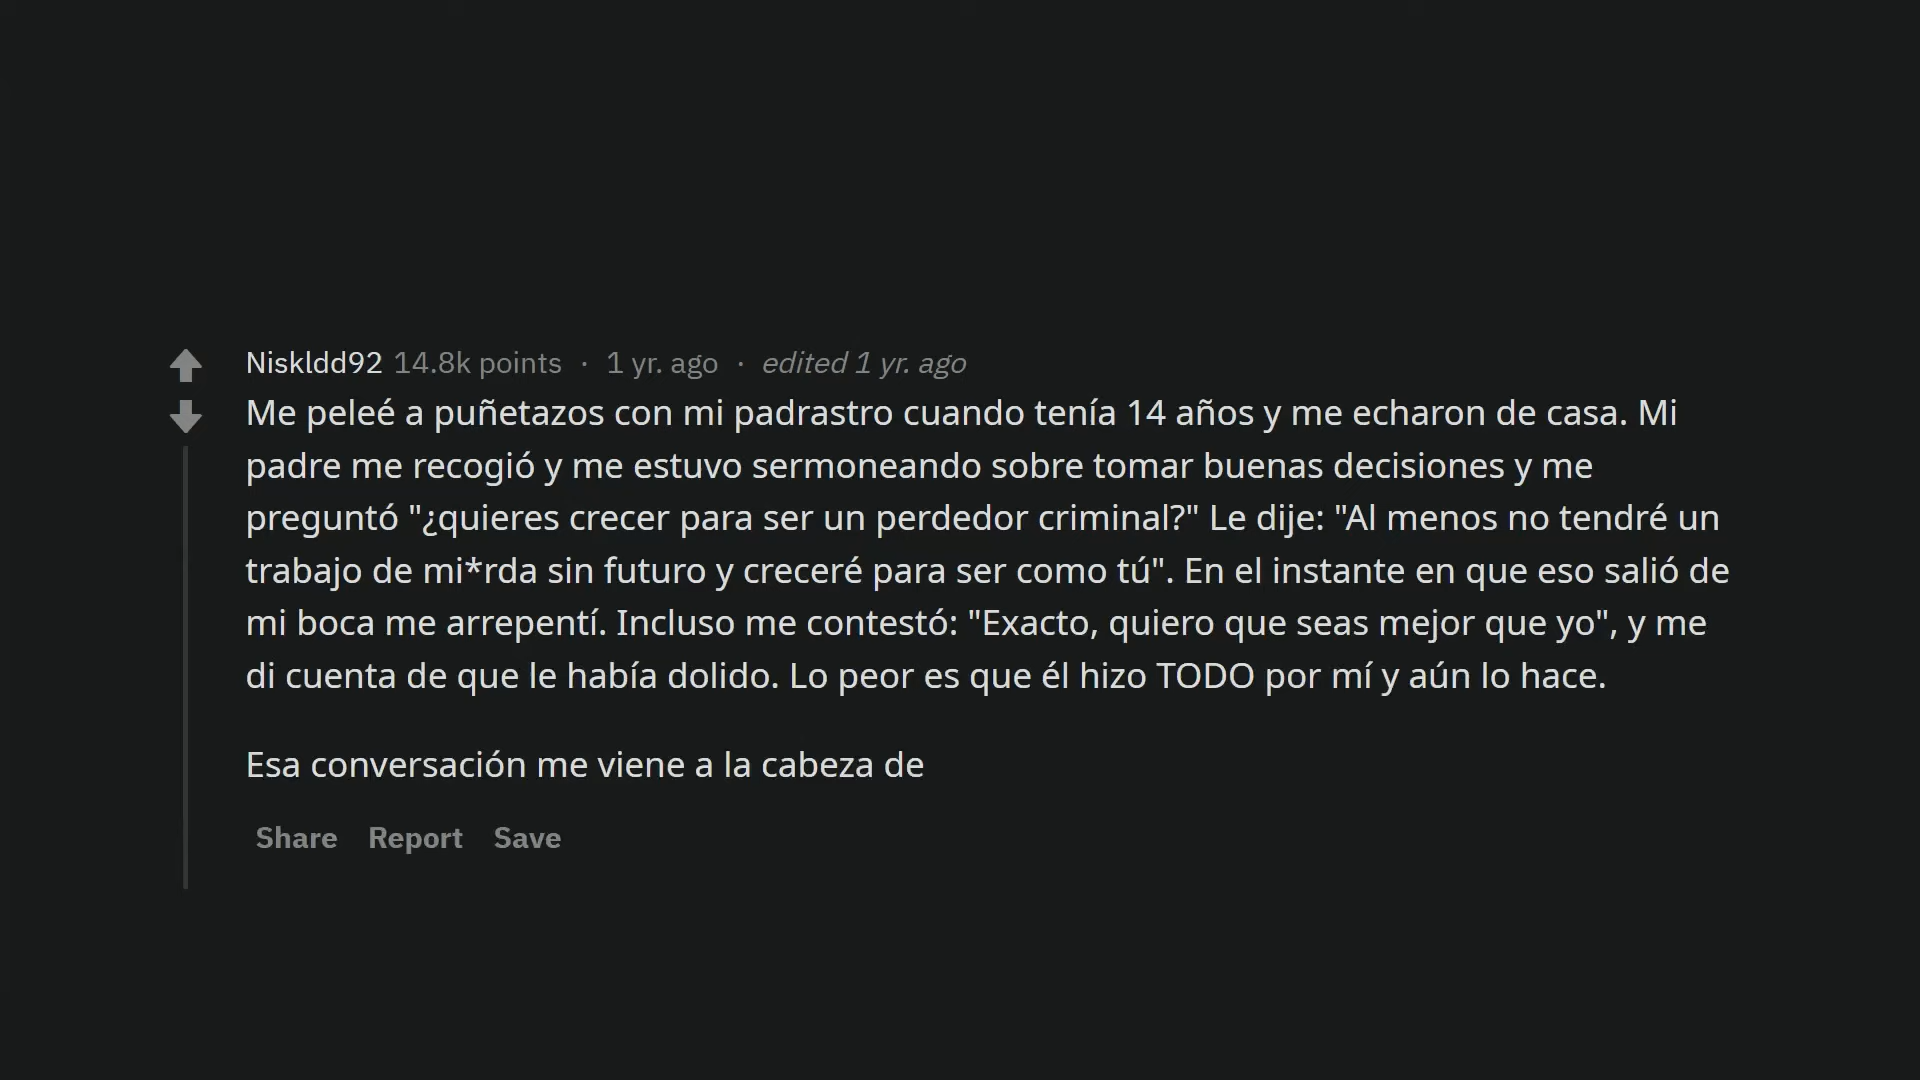 Niskldd92 14.8k points · 1 yr. ago · edited 1 yr. ago
Me peleé a puñetazos con mi padrastro cuando tenía 14 años y me echaron de casa. Mi
padre me recogió y me estuvo sermoneando sobre tomar buenas decisiones y me
preguntó "¿quieres crecer para ser un perdedor criminal?" Le dije: "Al menos no tendré un
trabajo de mi*rda sin futuro y creceré para ser como tú". En el instante en que eso salió de
mi boca me arrepentí. Incluso me contestó: "Exacto, quiero que seas mejor que yo", y me
di cuenta de que le había dolido. Lo peor es que él hizo TODO por mí y aún lo hace.
Esa conversación me viene a la cabeza de
Share Report Save